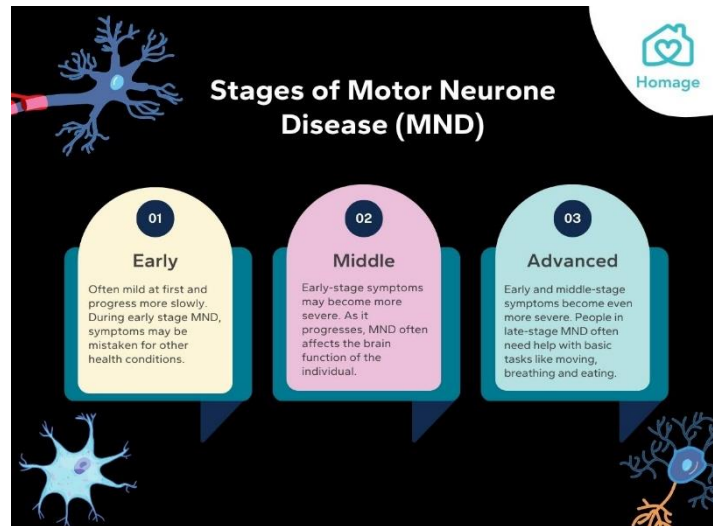 Homage
Stages of Motor Neurone
Disease (MND)
01
Early
Often mild at first and
progress more slowly.
During early stage MND,
symptoms may be
mistaken for other
health conditions.
02
Middle
Early-stage symptoms
may become more
severe. As it
progresses, MND often
affects the brain
function of the
individual.
03
Advanced
Early and middle-stage
symptoms become even
more severe. People in
late-stage MND often
need help with basic
tasks like moving,
breathing and eating.